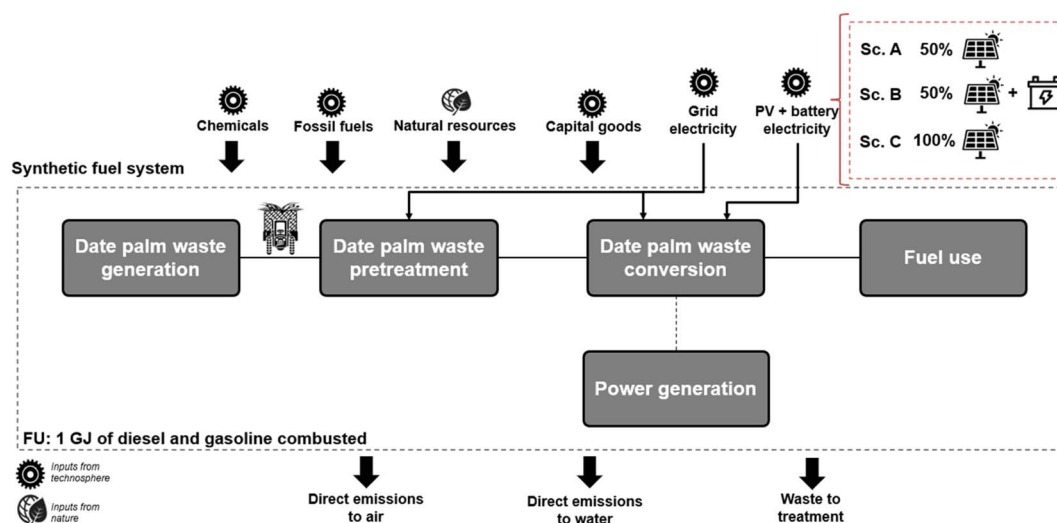 Sc. A 50%
Sc. B 50% +
Sc. C 100%
Chemicals
Fossil fuels
Natural resources
Capital goods
Grid
electricity
PV + battery
electricity
Synthetic fuel system
Date palm waste
generation
Date palm waste
pretreatment
Date palm waste
conversion
Fuel use
Power generation
FU: 1 GJ of diesel and gasoline combusted
Inputs from
technosphere
Inputs from
nature
Direct emissions
to air
Direct emissions
to water
Waste to
treatment